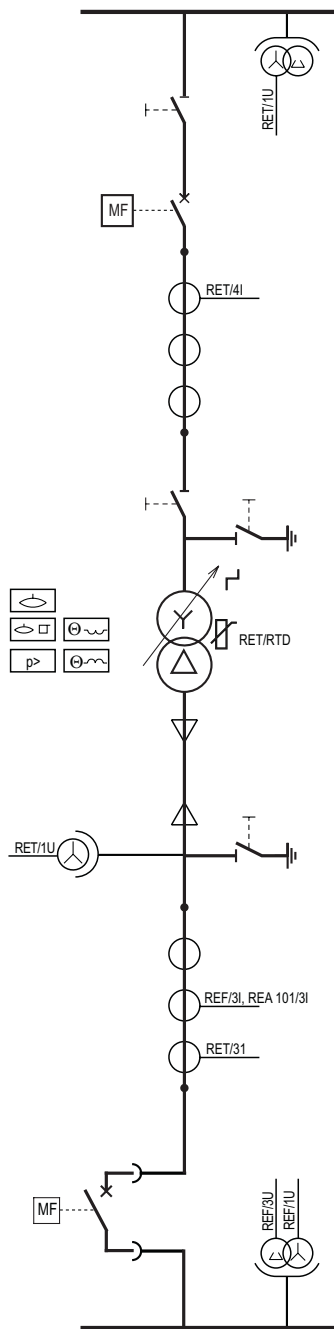 RET/1U
MF
RET/4I
RET/RTD
p>
Θ
Θ
RET/1U
REF/3I, REA 101/3I
RET/31
MF
REF/3U
REF/1U